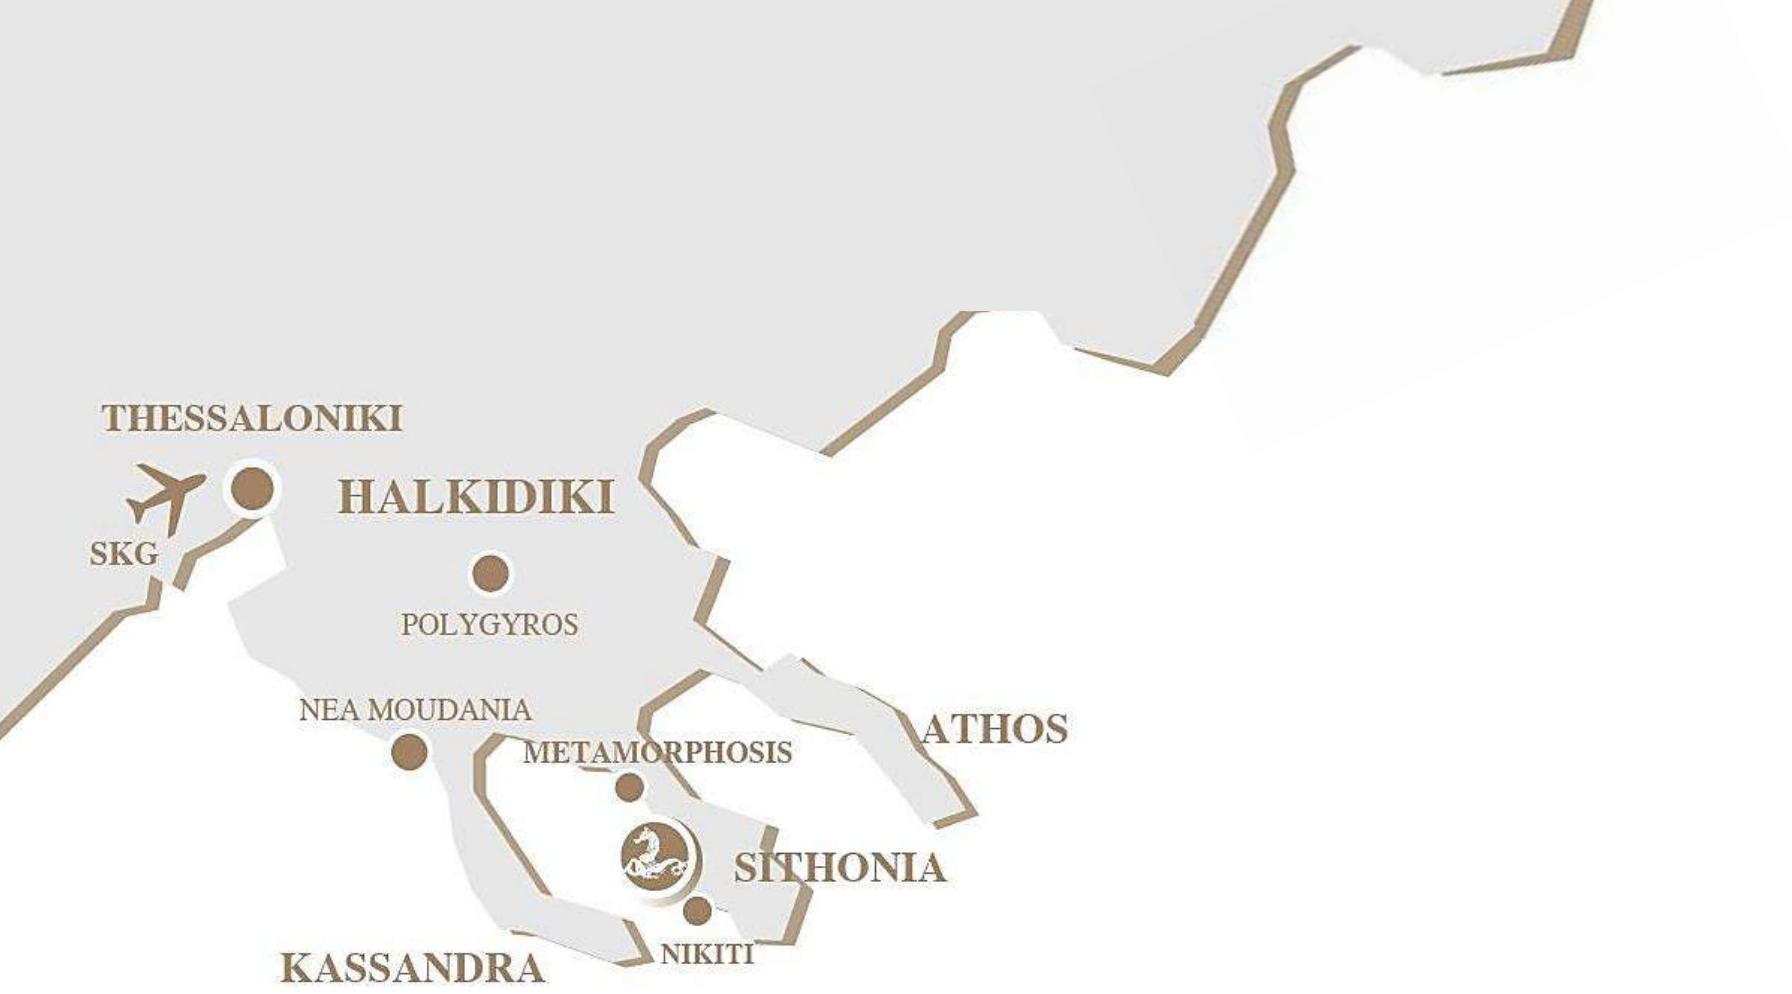 THESSALONIKI
HALKIDIKI
SKG
POLYGYROS
NEA MOUDANIA
ATHOS
METAMORPHOSIS
SITHONIA
NIKITI
KASSANDRA